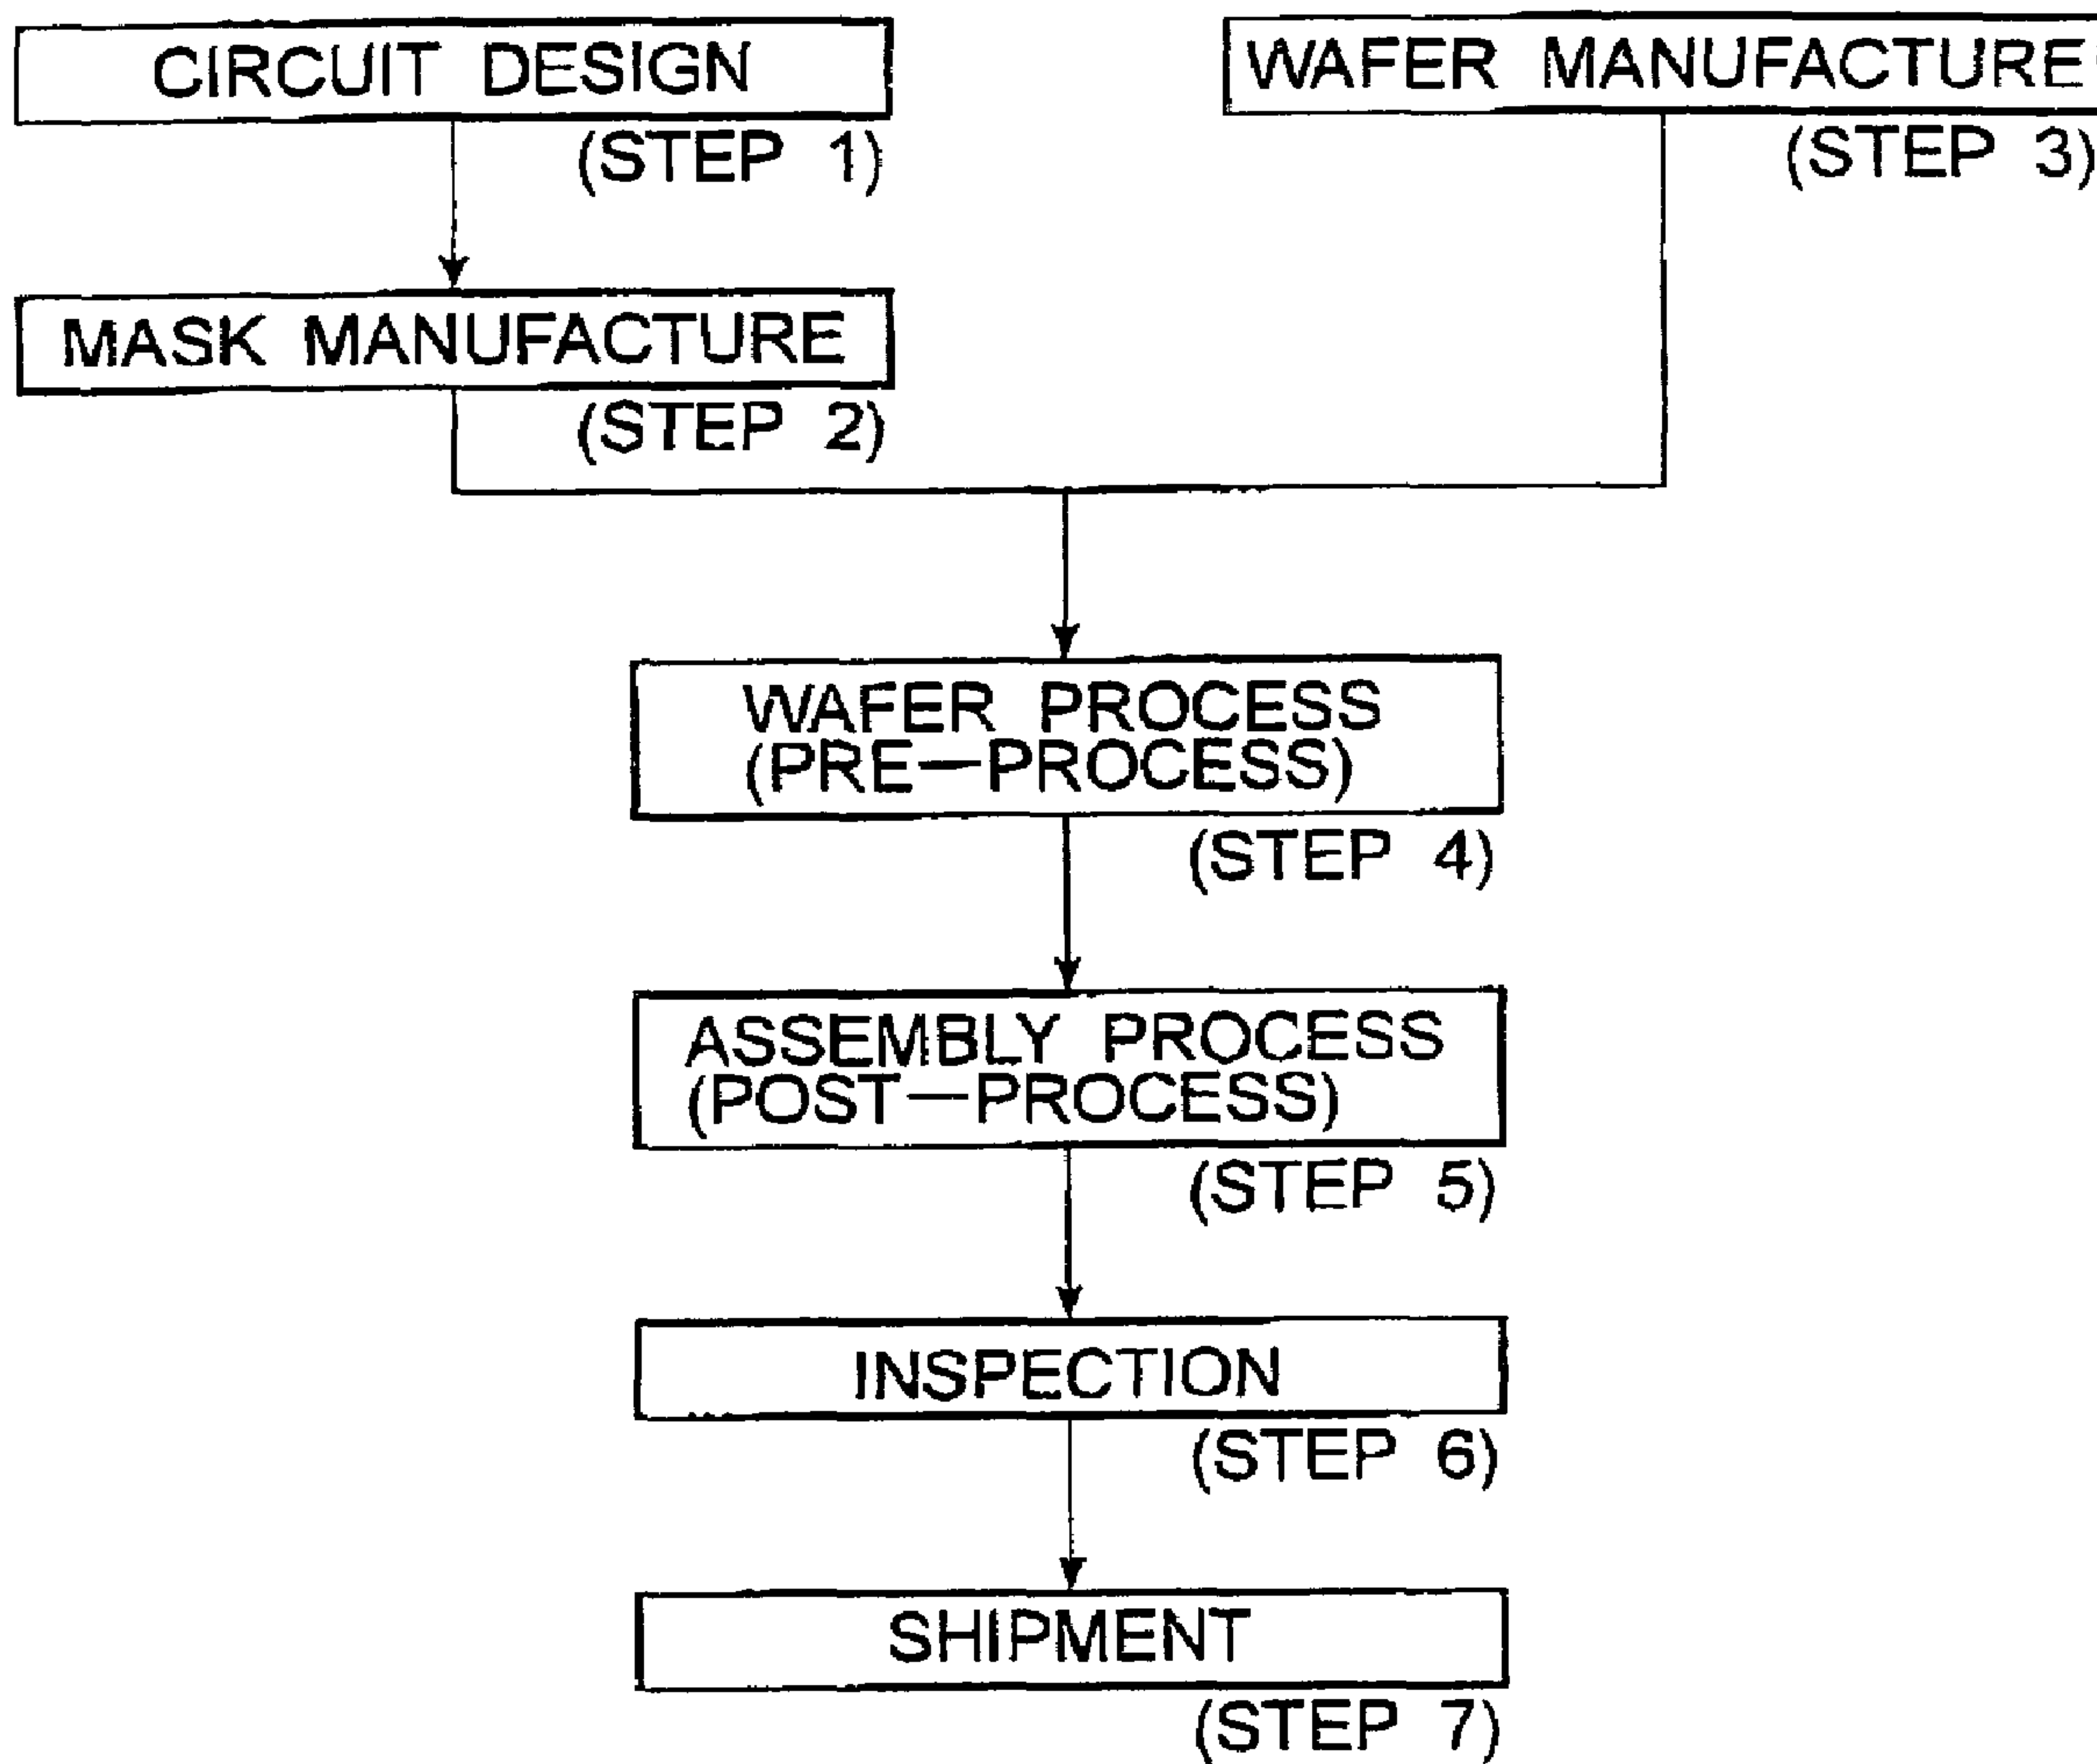 CIRCUIT DESIGN
(STEP 1)
WAFER MANUFACTURE
(STEP 3)
MASK MANUFACTURE
(STEP 2)
WAFER PROCESS
(PRE—PROCESS)
(STEP 4)
ASSEMBLY PROCESS
(POST—PROCESS)
(STEP 5)
INSPECTION
(STEP 6)
SHIPMENT
(STEP 7)